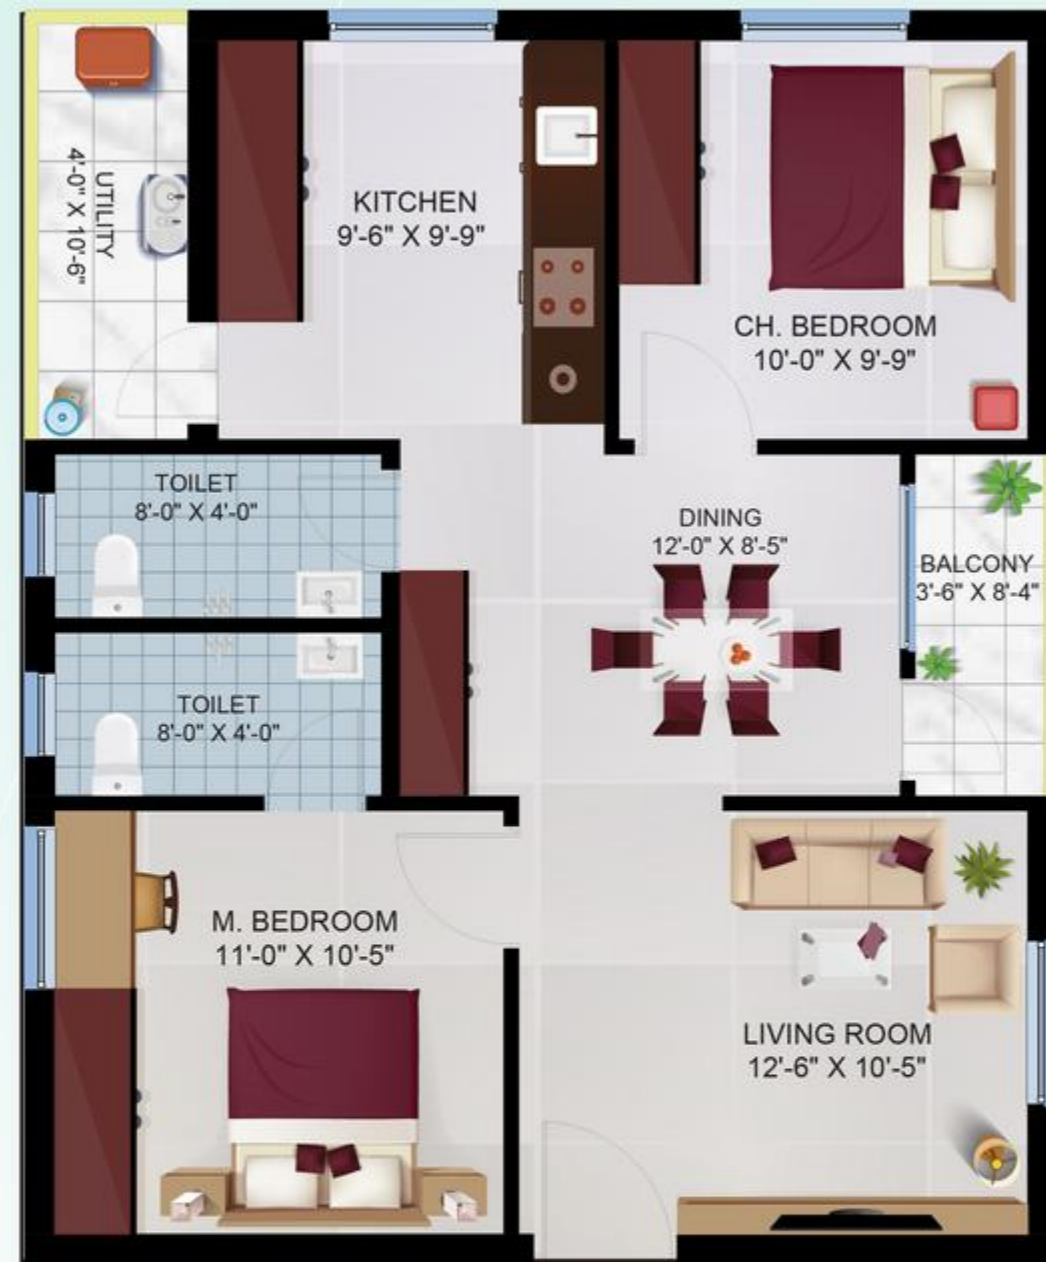 UTILITY
4'-0" X 10'-6"
KITCHEN
9'-6" X 9'-9"
CH. BEDROOM
10'-0" X 9'-9"
TOILET
8'-0" X 4'-0"
DINING
12'-0" X 8'-5"
BALCONY
3'-6" X 8'-4"
TOILET
8'-0" X 4'-0"
M. BEDROOM
11'-0" X 10'-5"
LIVING ROOM
12'-6" X 10'-5"